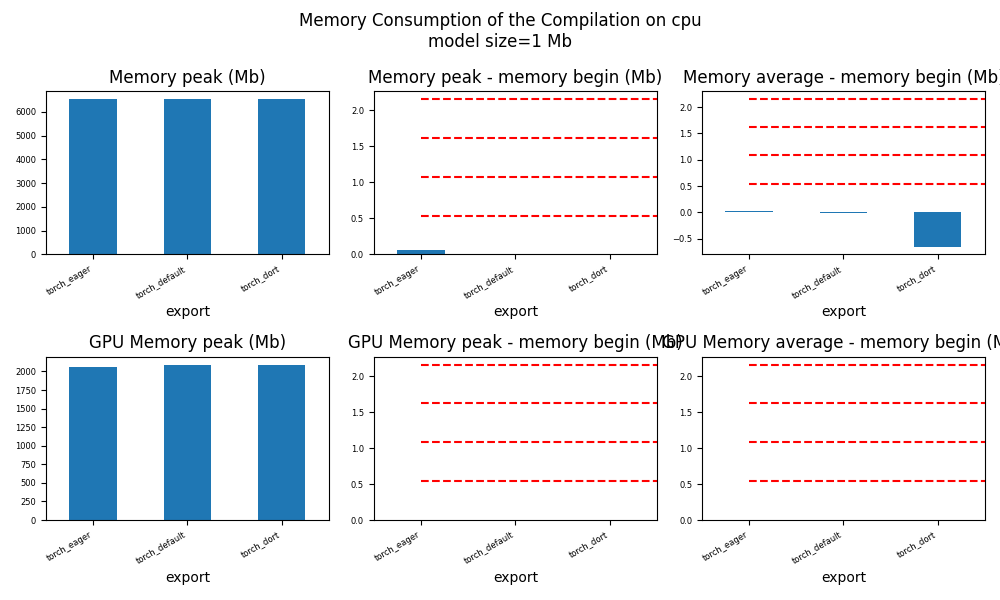 Memory Consumption of the Compilation on cpu
model size=1 Mb
Memory peak (Mb)
6000
5000
4000
3000
2000
1000
0
torch_eager
torch_default
torch_dort
export
Memory peak - memory begin (Mb)
2.0
1.5
1.0
0.5
0.0
torch_eager
torch_default
torch_dort
export
Memory average - memory begin (Mb)
2.0
1.5
1.0
0.5
0.0
−0.5
torch_eager
torch_default
torch_dort
export
GPU Memory peak (Mb)
2000
1750
1500
1250
1000
750
500
250
0
torch_eager
torch_default
torch_dort
export
GPU Memory peak - memory begin (Mb)
2.0
1.5
1.0
0.5
0.0
torch_eager
torch_default
torch_dort
export
GPU Memory average - memory begin (M
2.0
1.5
1.0
0.5
0.0
torch_eager
torch_default
torch_dort
export